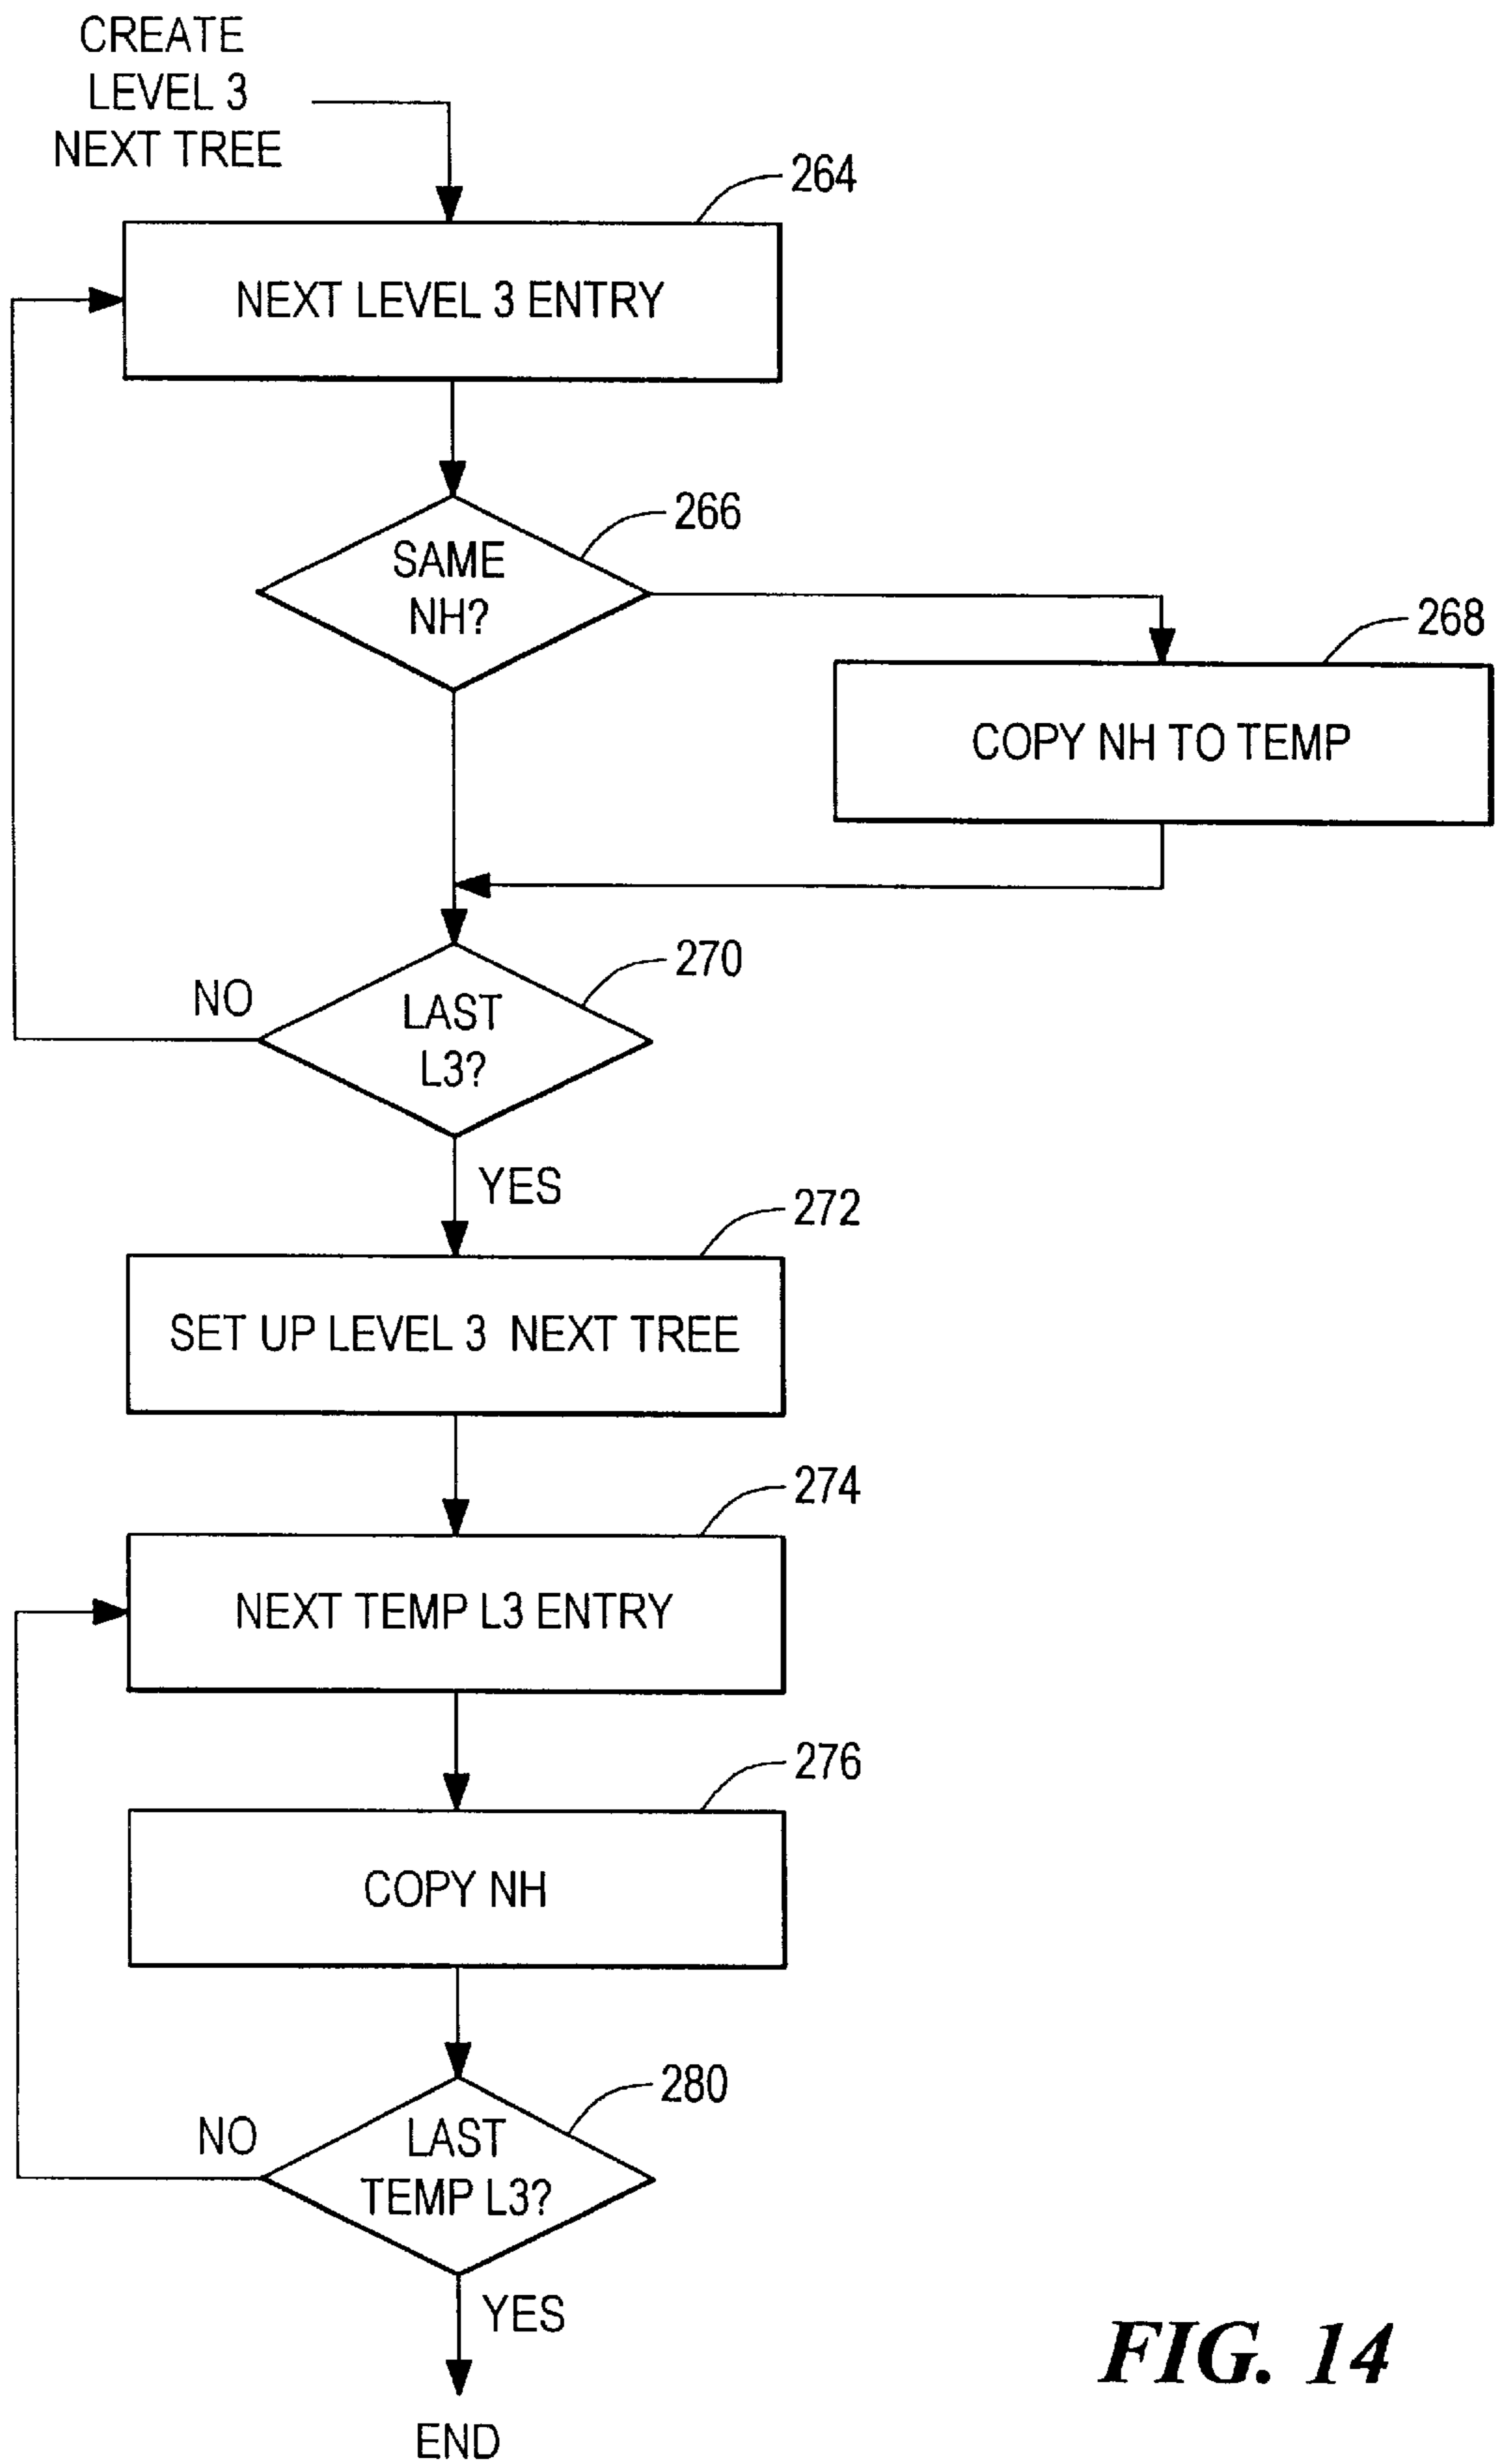 CREATE
LEVEL 3
NEXT TREE
264
NEXT LEVEL 3 ENTRY
266
SAME
NH?
268
COPY NH TO TEMP
270
NO
LAST
L3?
YES
272
SET UP LEVEL 3 NEXT TREE
274
NEXT TEMP L3 ENTRY
276
COPY NH
280
NO
LAST
TEMP L3?
YES
END
FIG. 14